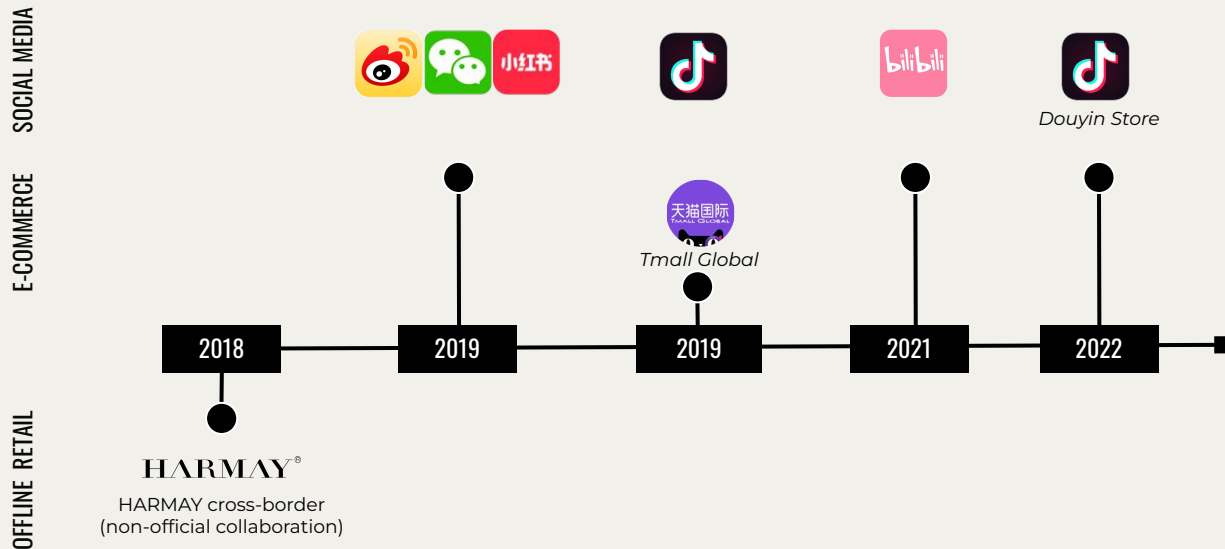 SOCIAL MEDIA
小红书
bilibili
Douyin Store
E-COMMERCE
天猫国际
TMALL GLOBAL
Tmall Global
2018
2019
2019
2021
2022
OFFLINE RETAIL
HARMAY®
HARMAY cross-border
(non-official collaboration)